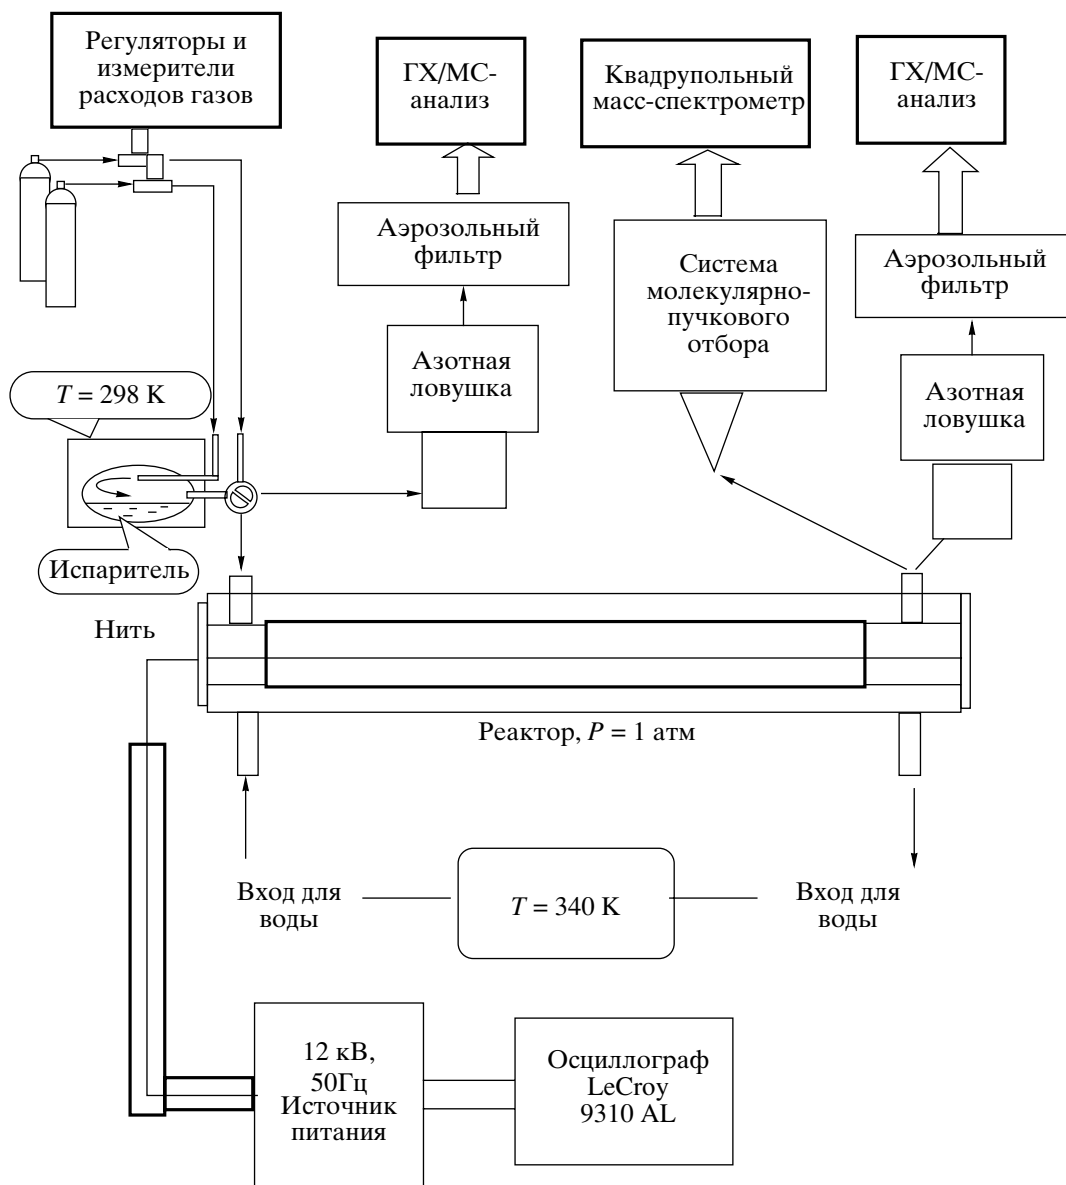 Регуляторы и
измерители
расходов газов
ГХ/МС-
анализ
Квадрупольный
масс-спектрометр
ГХ/МС-
анализ
Аэрозольный
фильтр
Система
молекулярно-
пучкового
отбора
Аэрозольный
фильтр
Азотная
ловушка
Азотная
ловушка
T = 298 K
Испаритель
Нить
Реактор, P = 1 атм
Вход для
воды
T = 340 K
Вход для
воды
12 кВ,
50Гц
Источник
питания
Осциллограф
LeCroy
9310 AL